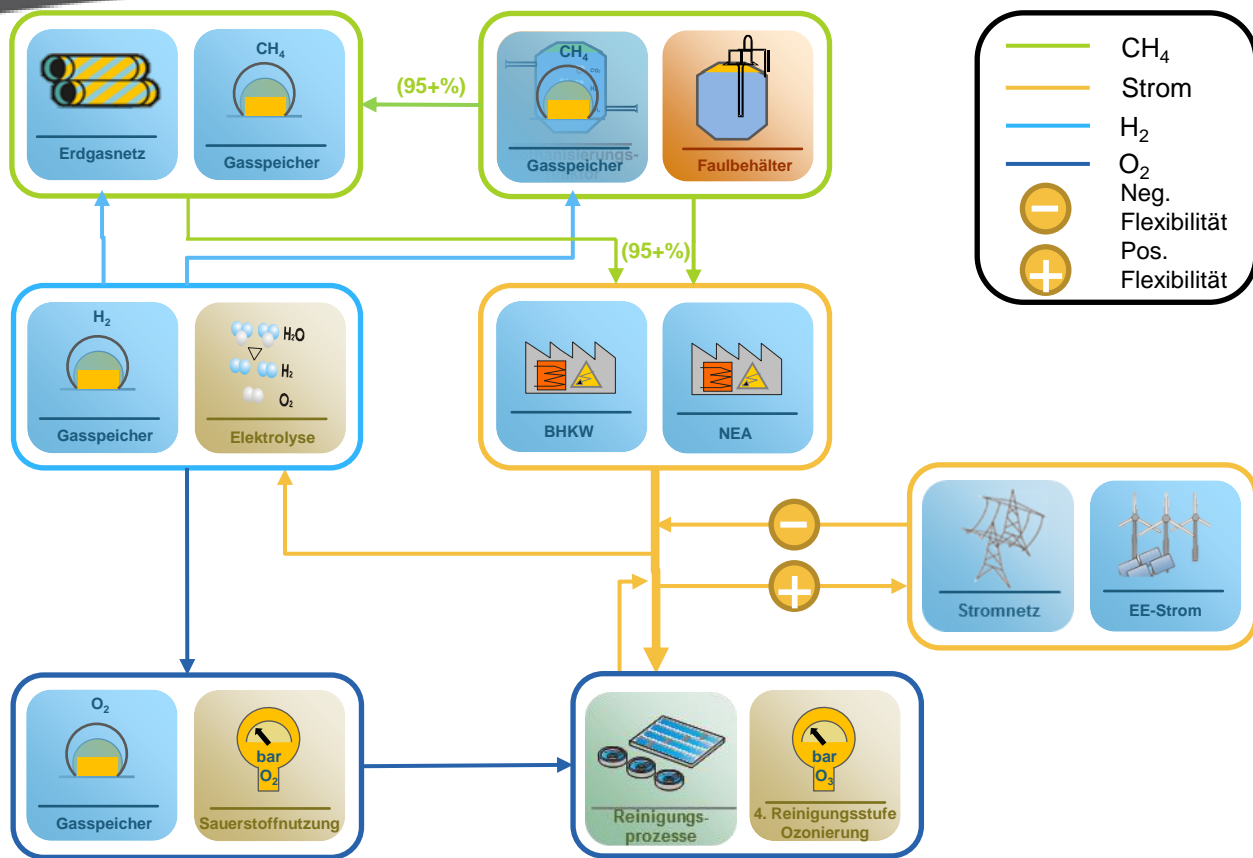 CH₄
Erdgasnetz
CH₄
Gasspeicher
(95+%)
CH₄
CO₂
Gasspeicher
Faulbehälter
(95+%)
CH₄
Strom
H₂
O₂
Neg.
Flexibilität
Pos.
Flexibilität
H₂
Gasspeicher
H₂O
H₂
O₂
Elektrolyse
BHKW
NEA
Stromnetz
EE-Strom
O₂
Gasspeicher
bar
O₂
Sauerstoffnutzung
Reinigungs-
prozesse
bar
O₃
4. Reinigungsstufe
Ozonierung